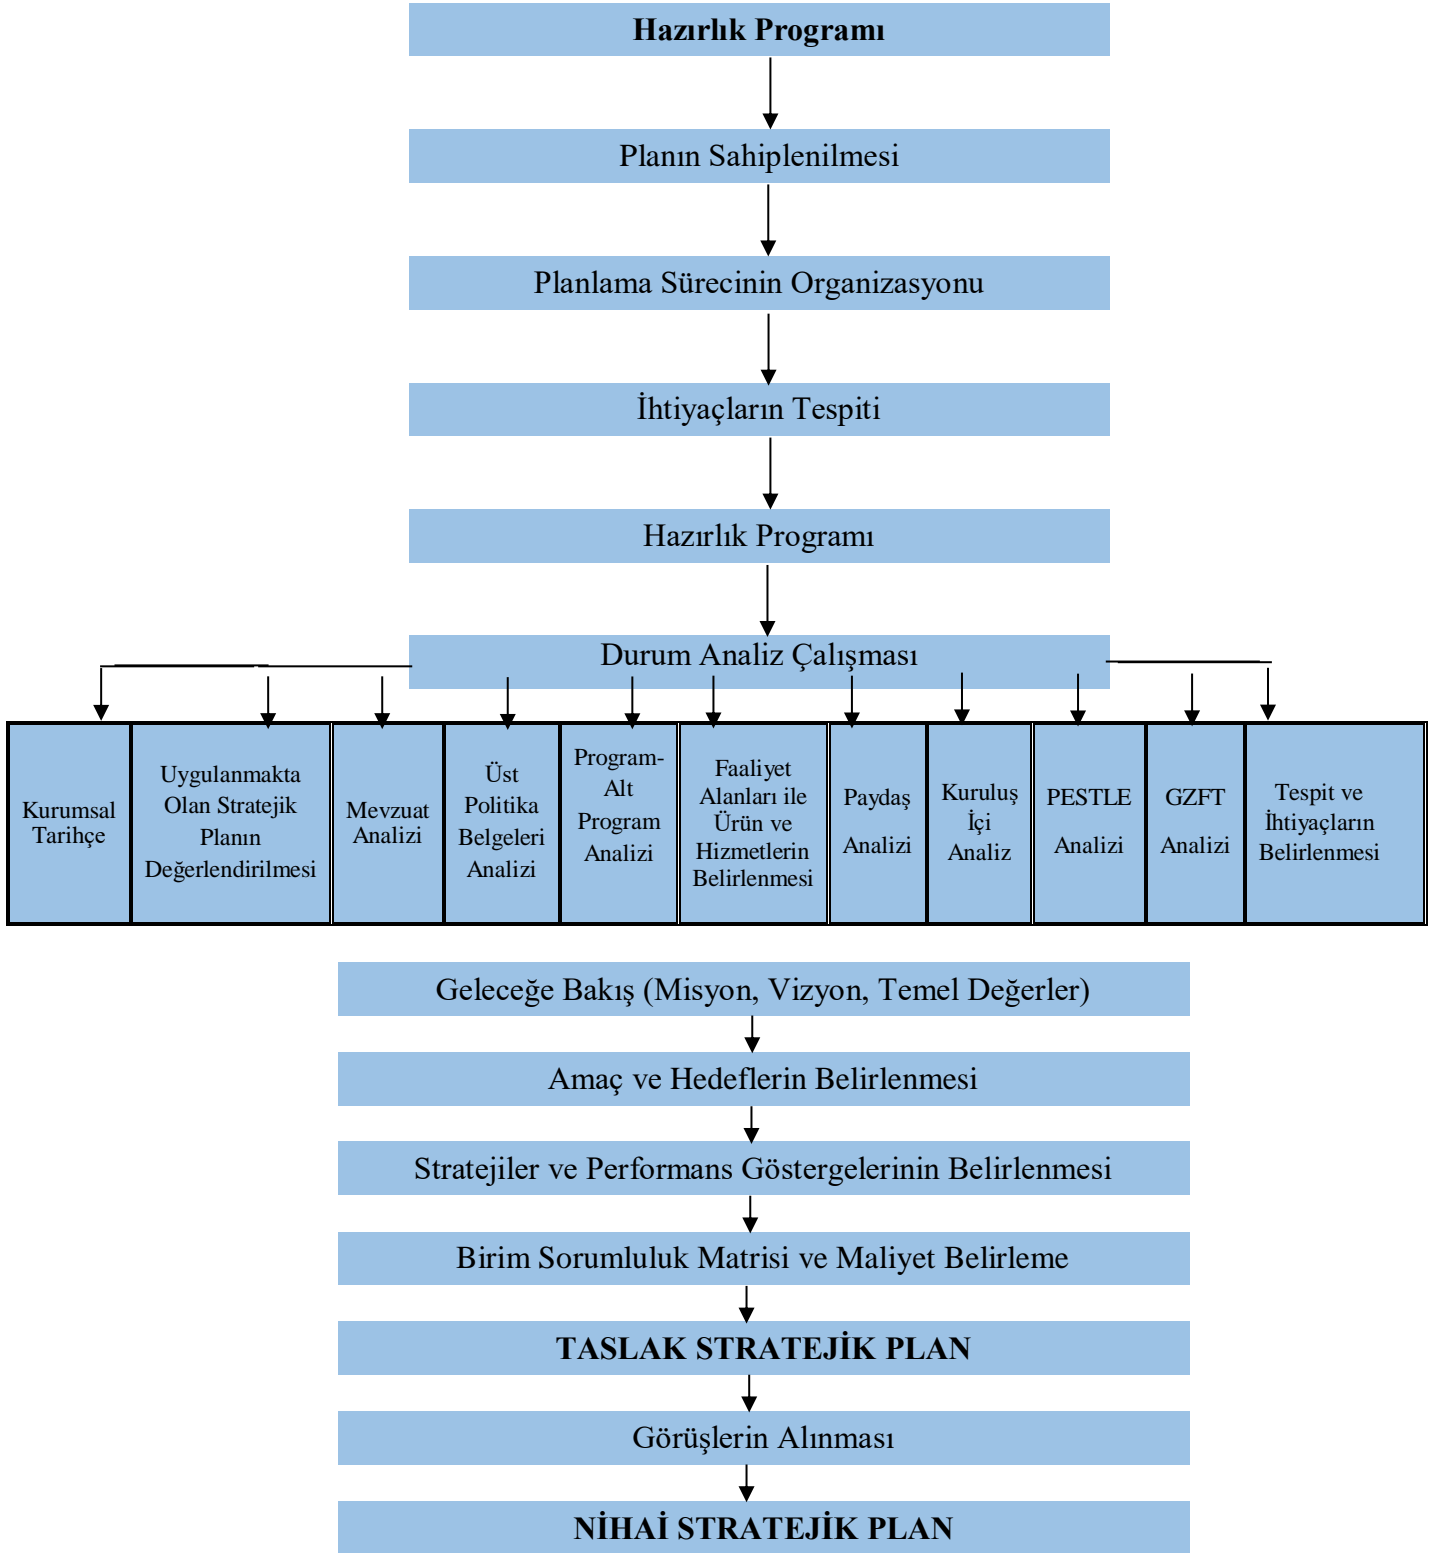 Hazırlık Programı
Planın Sahiplenilmesi
Planlama Sürecinin Organizasyonu
İhtiyaçların Tespiti
Hazırlık Programı
Durum Analiz Çalışması
Kurumsal
Tarihçe
Uygulanmakta
Olan Stratejik
Planın
Değerlendirilmesi
Mevzuat
Analizi
Üst
Politika
Belgeleri
Analizi
Program-
Alt
Program
Analizi
Faaliyet
Alanları ile
Ürün ve
Hizmetlerin
Belirlenmesi
Paydaş
Analizi
Kuruluş
İçi
Analiz
PESTLE
Analizi
GZFT
Analizi
Tespit ve
İhtiyaçların
Belirlenmesi
Geleceğe Bakış (Misyon, Vizyon, Temel Değerler)
Amaç ve Hedeflerin Belirlenmesi
Stratejiler ve Performans Göstergelerinin Belirlenmesi
Birim Sorumluluk Matrisi ve Maliyet Belirleme
TASLAK STRATEJİK PLAN
Görüşlerin Alınması
NİHAİ STRATEJİK PLAN